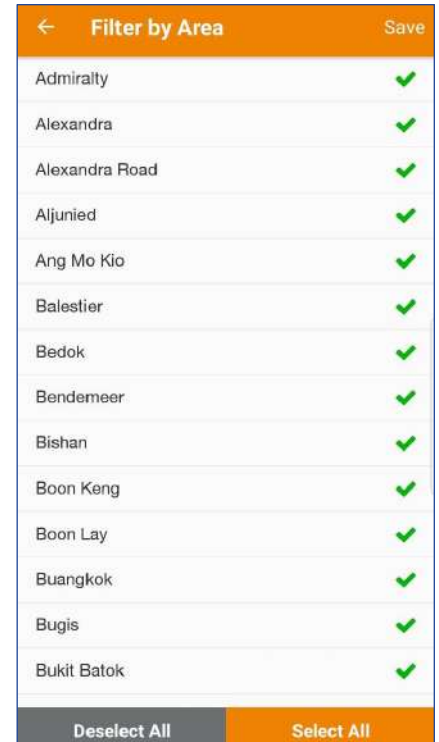 Filter by Area Save
Admiralty
Alexandra
Alexandra Road
Aljunied
Ang Mo Kio
Balestier
Bedok
Bendemeer
Bishan
Boon Keng
Boon Lay
Buangkok
Bugis
Bukit Batok
Deselect All Select All